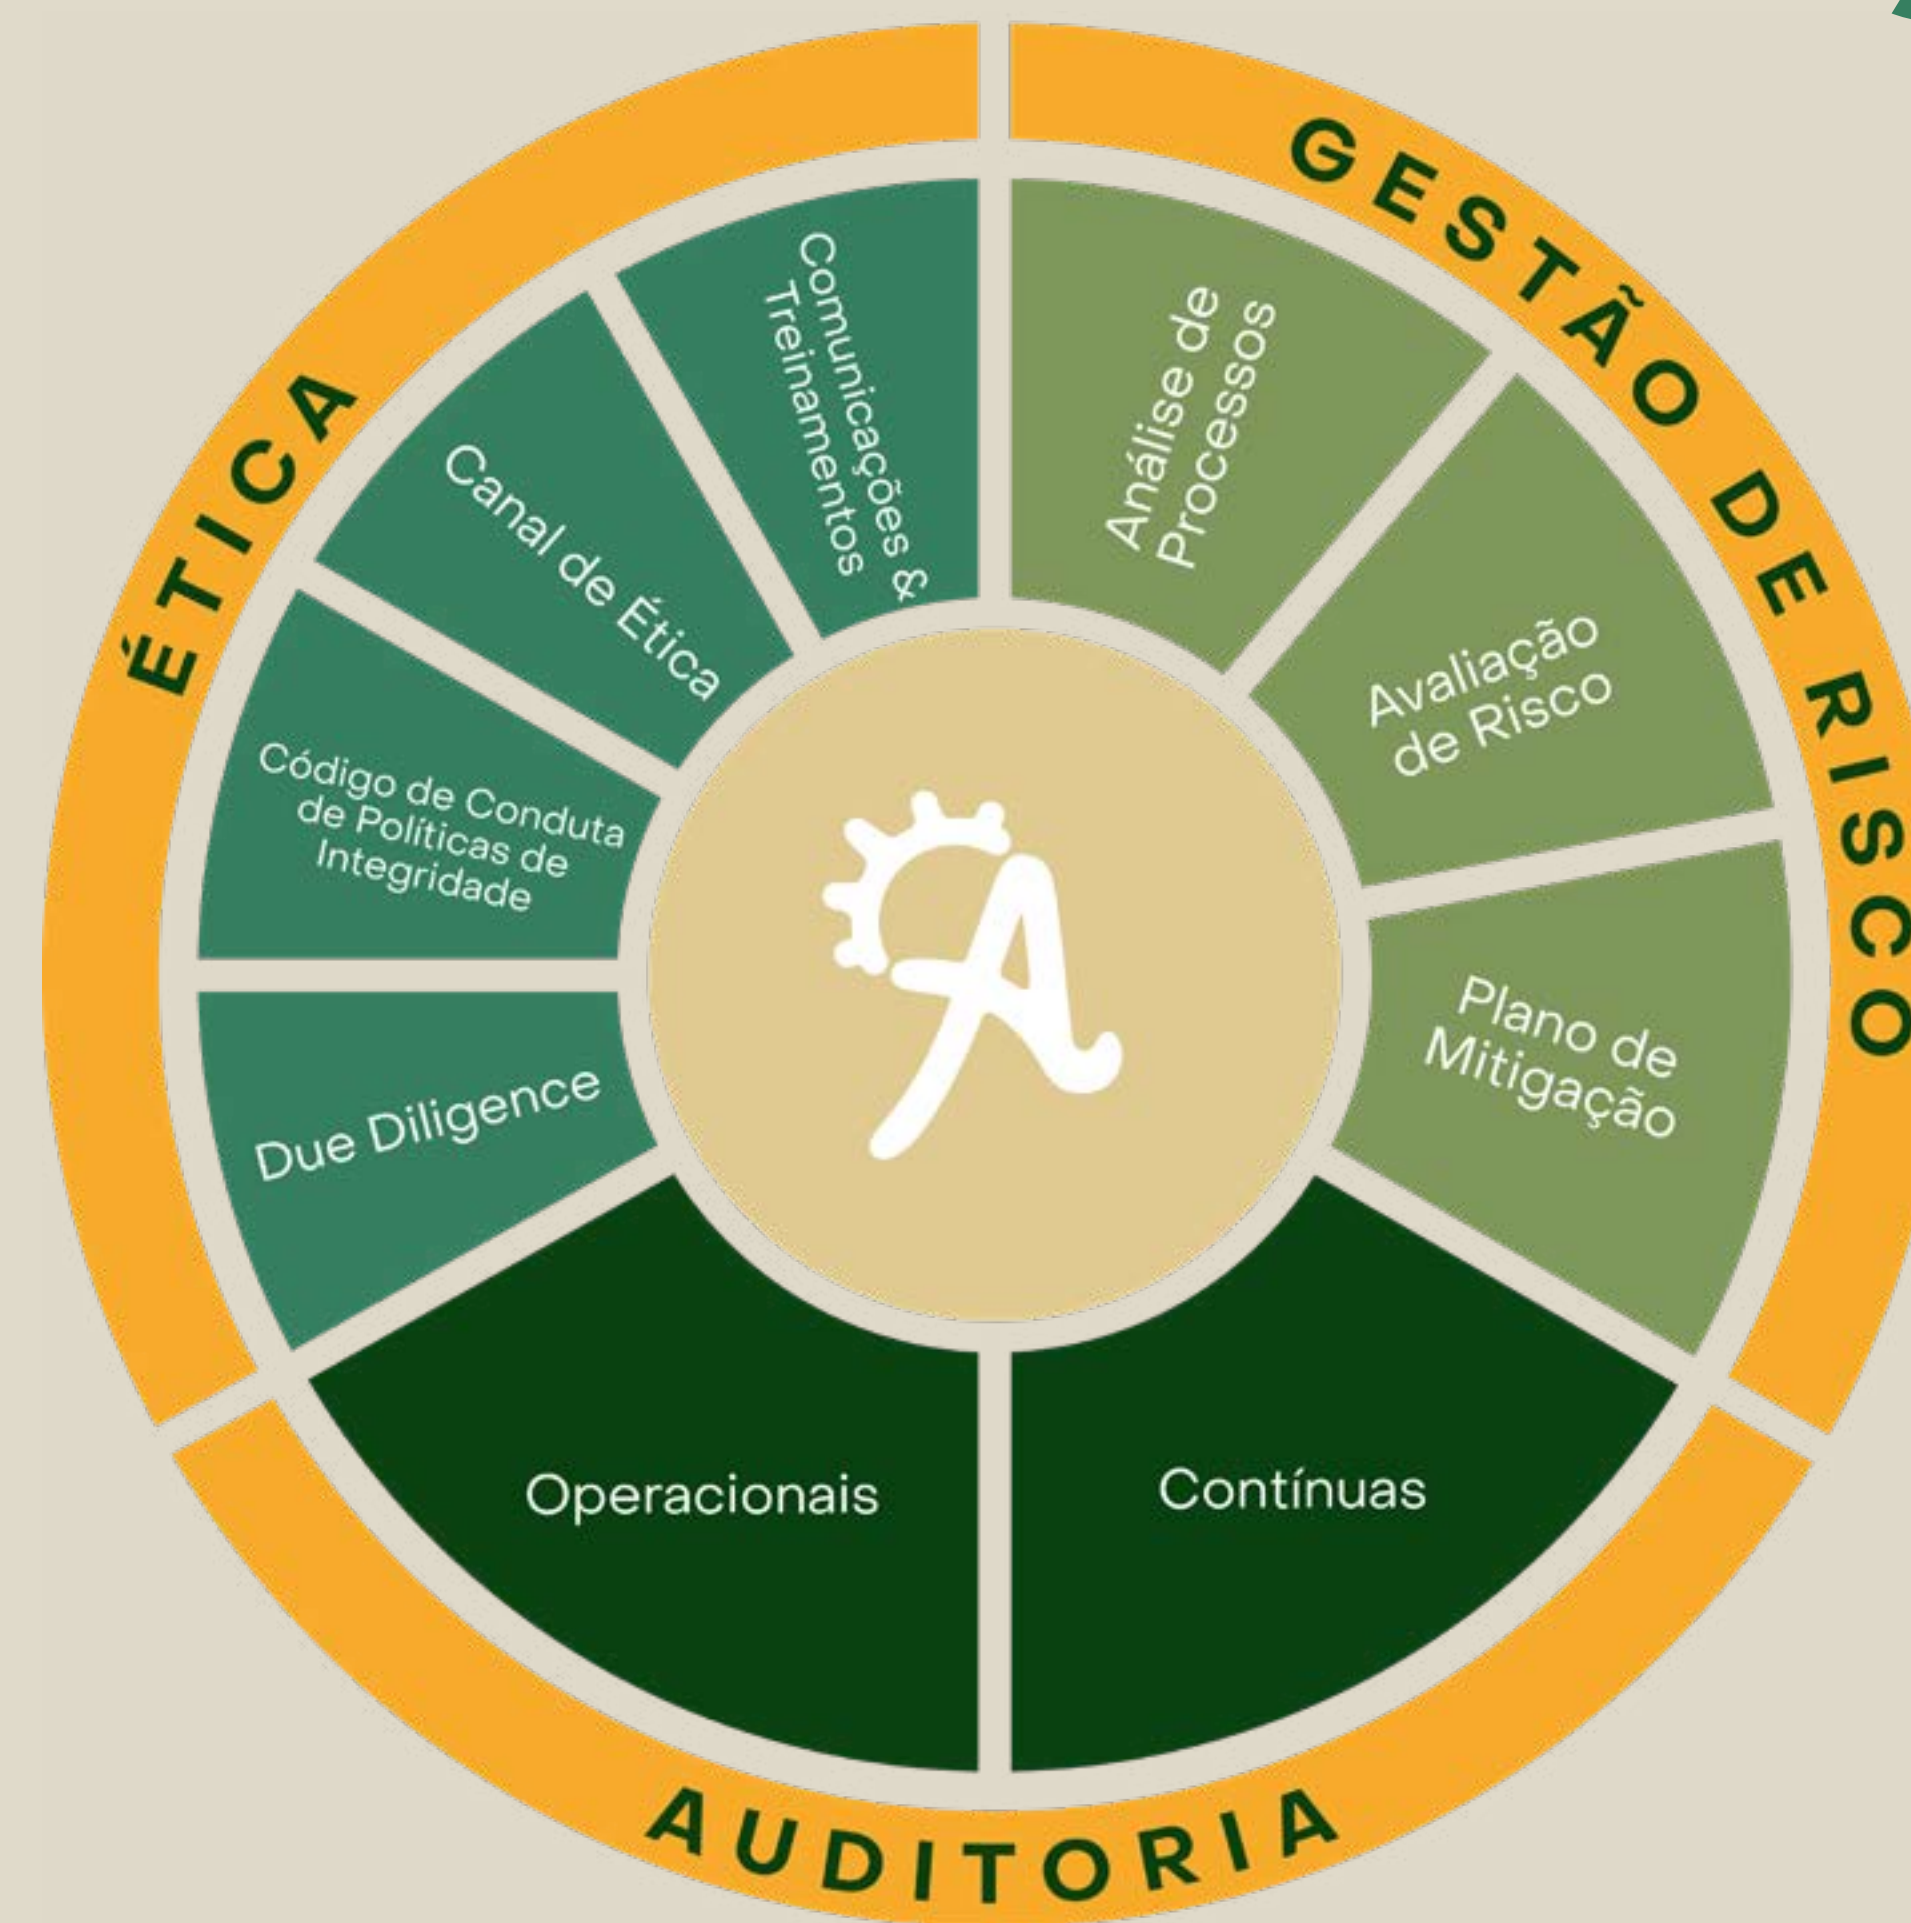 ÉTICA
Comunicações &
Treinamentos
Canal de Ética
Código de Conduta
de Políticas de
Integridade
Due Diligence
GESTÃO DE RISCO
Análise de
Processos
Avaliação
de Risco
Plano de
Mitigação
AUDITORIA
Operacionais
Contínuas
A